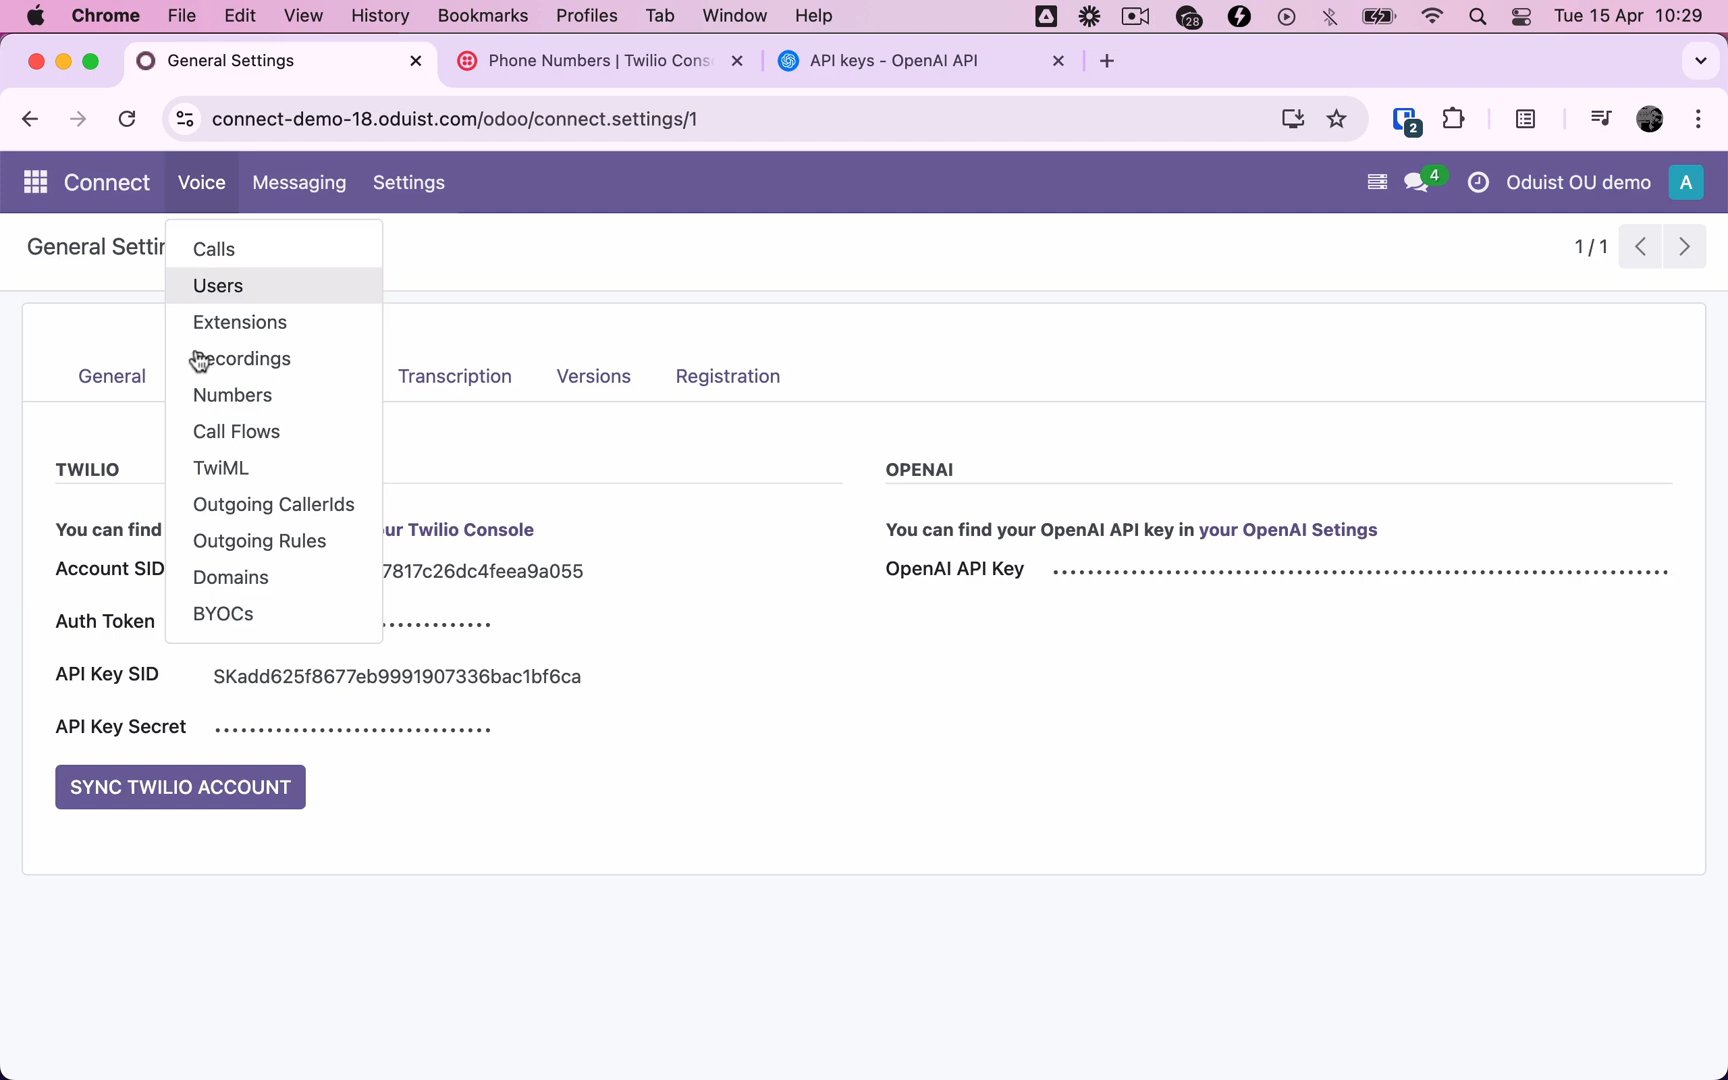 Chrome File Edit View History Bookmarks Profiles Tab Window Help 28 Tue 15 Apr 10:29
General Settings Phone Numbers | Twilio Cons API keys - OpenAI API
connect-demo-18.oduist.com/odoo/connect.settings/1 2
Connect Voice Messaging Settings 4 Oduist OU demo A
General Settin 1 / 1
Calls
Users
Extensions
Recordings
Numbers
Call Flows
TwiML
Outgoing CallerIds
Outgoing Rules
Domains
BYOCs
General Transcription Versions Registration
TWILIO
You can find ur Twilio Console
Account SID 7817c26dc4feea9a055
Auth Token
API Key SID SKadd625f8677eb9991907336bac1bf6ca
API Key Secret
SYNC TWILIO ACCOUNT
OPENAI
You can find your OpenAI API key in your OpenAI Setings
OpenAI API Key